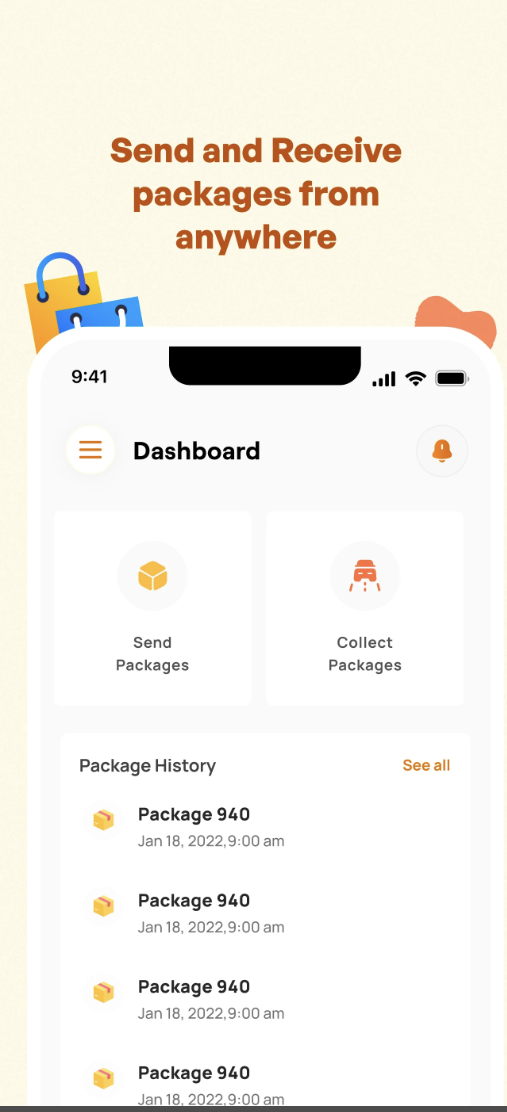 Send and Receive
packages from
anywhere
9:41
Dashboard
Send
Packages
Collect
Packages
Package History
See all
Package 940
Jan 18, 2022,9:00 am
Package 940
Jan 18, 2022,9:00 am
Package 940
Jan 18, 2022,9:00 am
Package 940
Jan 18, 2022,9:00 am